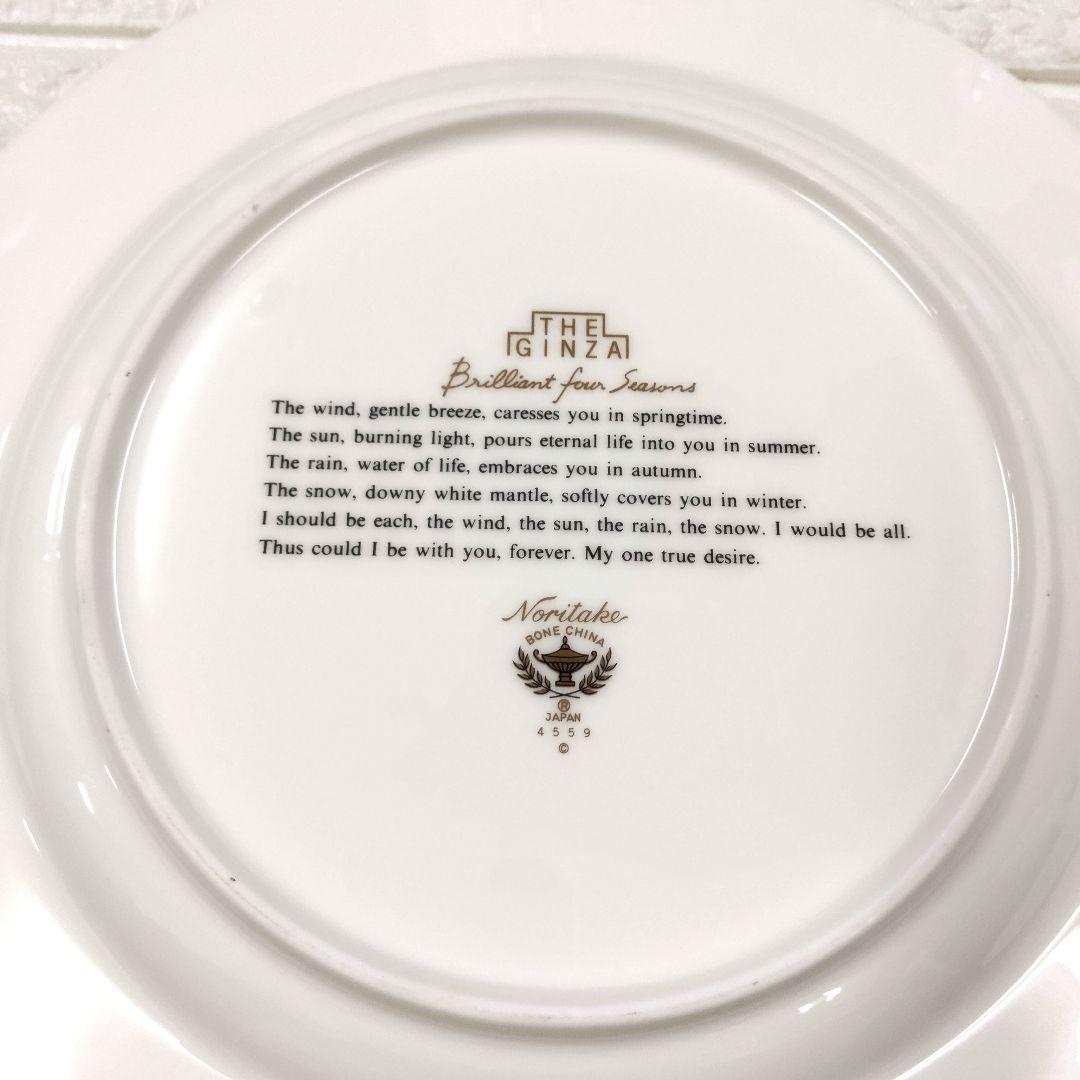 THE
GINZA
Brilliant four Seasons
The wind, gentle breeze, caresses you in springtime.
The sun, burning light, pours eternal life into you in summer.
The rain, water of life, embraces you in autumn.
The snow, downy white mantle, softly covers you in winter.
I should be each, the wind, the sun, the rain, the snow. I would be all.
Thus could I be with you, forever. My one true desire.
Noritake
BONE CHINA
®
JAPAN
4559
©